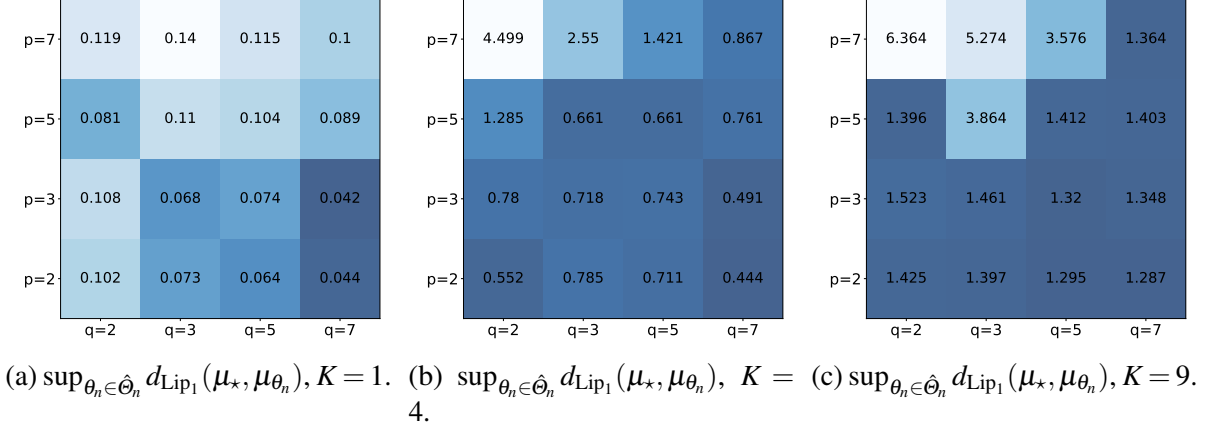 p=7 0.119 0.14 0.115 0.1 p=7 4.499 2.55 1.421 0.867 p=7 6.364 5.274 3.576 1.364
p=5 0.081 0.11 0.104 0.089 p=5 1.285 0.661 0.661 0.761 p=5 1.396 3.864 1.412 1.403
p=3 0.108 0.068 0.074 0.042 p=3 0.78 0.718 0.743 0.491 p=3 1.523 1.461 1.32 1.348
p=2 0.102 0.073 0.064 0.044 p=2 0.552 0.785 0.711 0.444 p=2 1.425 1.397 1.295 1.287
q=2 q=3 q=5 q=7 q=2 q=3 q=5 q=7 q=2 q=3 q=5 q=7
(a) sup_{θ_n∈Θ̂_n} d_{Lip_1}(μ_⋆, μ_{θ_n}), K = 1. (b) sup_{θ_n∈Θ̂_n} d_{Lip_1}(μ_⋆, μ_{θ_n}), K = (c) sup_{θ_n∈Θ̂_n} d_{Lip_1}(μ_⋆, μ_{θ_n}), K = 9.
4.